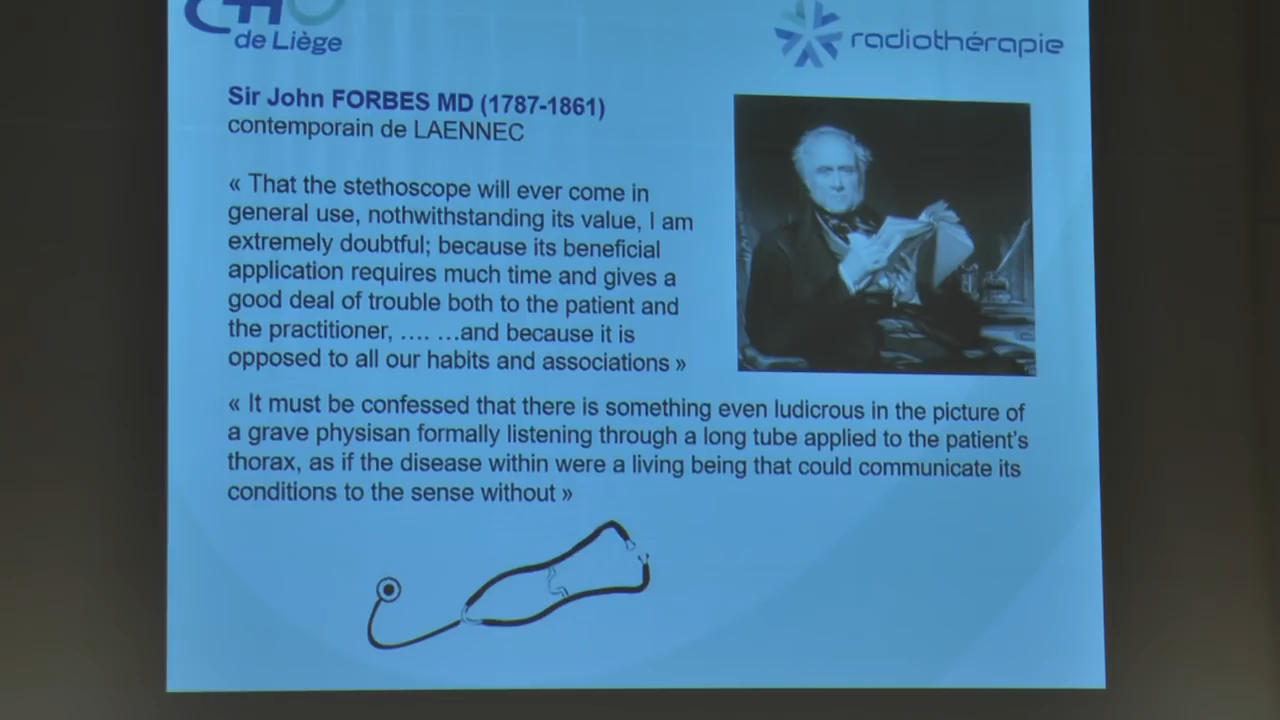 CHU
de Liège
radiothérapie
Sir John FORBES MD (1787-1861)
contemporain de LAENNEC
« That the stethoscope will ever come in
general use, nothwithstanding its value, I am
extremely doubtful; because its beneficial
application requires much time and gives a
good deal of trouble both to the patient and
the practitioner, .... ...and because it is
opposed to all our habits and associations »
« It must be confessed that there is something even ludicrous in the picture of
a grave physisan formally listening through a long tube applied to the patient's
thorax, as if the disease within were a living being that could communicate its
conditions to the sense without »